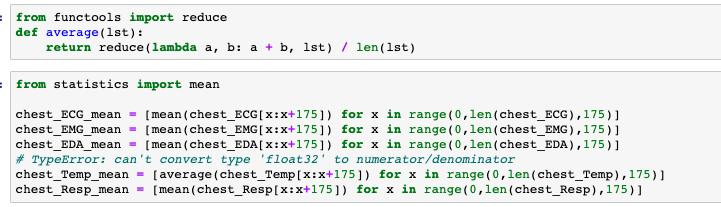 : from functools import reduce
def average(lst):
    return reduce(lambda a, b: a + b, lst) / len(lst)
: from statistics import mean
chest_ECG_mean = [mean(chest_ECG[x:x+175]) for x in range(0,len(chest_ECG),175)]
chest_EMG_mean = [mean(chest_EMG[x:x+175]) for x in range(0,len(chest_EMG),175)]
chest_EDA_mean = [mean(chest_EDA[x:x+175]) for x in range(0,len(chest_EDA),175)]
# TypeError: can't convert type 'float32' to numerator/denominator
chest_Temp_mean = [average(chest_Temp[x:x+175]) for x in range(0,len(chest_Temp),175)]
chest_Resp_mean = [mean(chest_Resp[x:x+175]) for x in range(0,len(chest_Resp),175)]